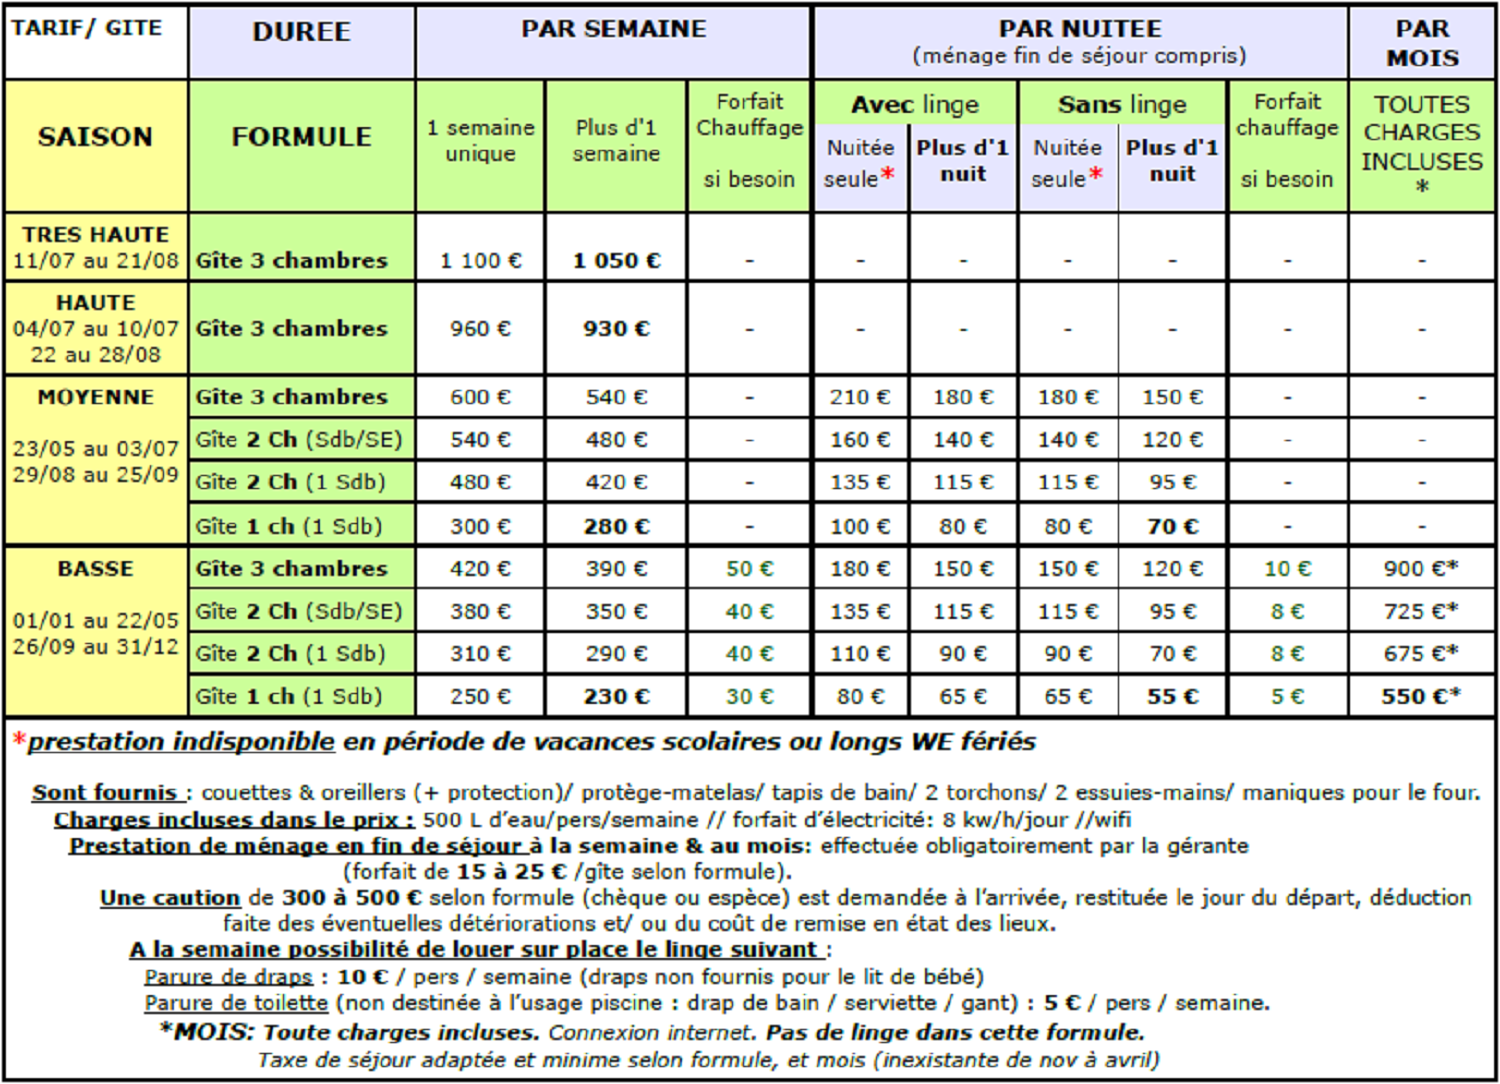 TARIF/ GITE DUREE PAR SEMAINE PAR NUITEE PAR
(ménage fin de séjour compris) MOIS
SAISON FORMULE 1 semaine unique Plus d'1 semaine Forfait Chauffage si besoin Avec linge Sans linge Forfait chauffage si besoin TOUTES CHARGES INCLUSES *
Nuitée seule* Plus d'1 nuit Nuitée seule* Plus d'1 nuit
TRES HAUTE
11/07 au 21/08 Gîte 3 chambres 1 100 € 1 050 € - - - - - - -
HAUTE
04/07 au 10/07 Gîte 3 chambres 960 € 930 € - - - - - - -
22 au 28/08
MOYENNE Gîte 3 chambres 600 € 540 € - 210 € 180 € 180 € 150 € - -
23/05 au 03/07 Gîte 2 Ch (Sdb/SE) 540 € 480 € - 160 € 140 € 140 € 120 € - -
29/08 au 25/09 Gîte 2 Ch (1 Sdb) 480 € 420 € - 135 € 115 € 115 € 95 € - -
Gîte 1 ch (1 Sdb) 300 € 280 € - 100 € 80 € 80 € 70 € - -
BASSE Gîte 3 chambres 420 € 390 € 50 € 180 € 150 € 150 € 120 € 10 € 900 €*
01/01 au 22/05 Gîte 2 Ch (Sdb/SE) 380 € 350 € 40 € 135 € 115 € 115 € 95 € 8 € 725 €*
26/09 au 31/12 Gîte 2 Ch (1 Sdb) 310 € 290 € 40 € 110 € 90 € 90 € 70 € 8 € 675 €*
Gîte 1 ch (1 Sdb) 250 € 230 € 30 € 80 € 65 € 65 € 55 € 5 € 550 €*
*prestation indisponible en période de vacances scolaires ou longs WE fériés
Sont fournis : couettes & oreillers (+ protection)/ protège-matelas/ tapis de bain/ 2 torchons/ 2 essuies-mains/ maniques pour le four.
Charges incluses dans le prix : 500 L d'eau/pers/semaine // forfait d'électricité: 8 kw/h/jour //wifi
Prestation de ménage en fin de séjour à la semaine & au mois: effectuée obligatoirement par la gérante
(forfait de 15 à 25 € /gîte selon formule).
Une caution de 300 à 500 € selon formule (chèque ou espèce) est demandée à l'arrivée, restituée le jour du départ, déduction
faite des éventuelles détériorations et/ ou du coût de remise en état des lieux.
A la semaine possibilité de louer sur place le linge suivant :
Parure de draps : 10 € / pers / semaine (draps non fournis pour le lit de bébé)
Parure de toilette (non destinée à l'usage piscine : drap de bain / serviette / gant) : 5 € / pers / semaine.
*MOIS: Toute charges incluses. Connexion internet. Pas de linge dans cette formule.
Taxe de séjour adaptée et minime selon formule, et mois (inexistante de nov à avril)